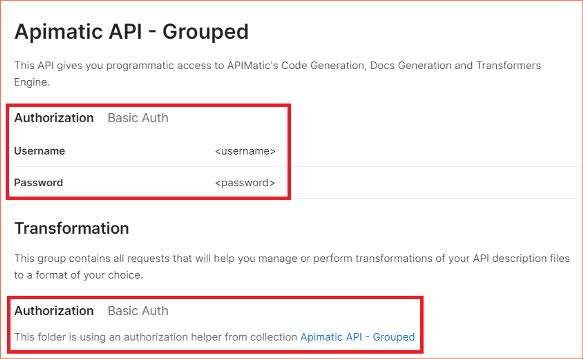 Apimatic API - Grouped
This API gives you programmatic access to APIMatic's Code Generation, Docs Generation and Transformers
Engine.
Authorization Basic Auth
Username <username>
Password <password>
Transformation
This group contains all requests that will help you manage or perform transformations of your API description files
to a format of your choice.
Authorization Basic Auth
This folder is using an authorization helper from collection Apimatic API - Grouped